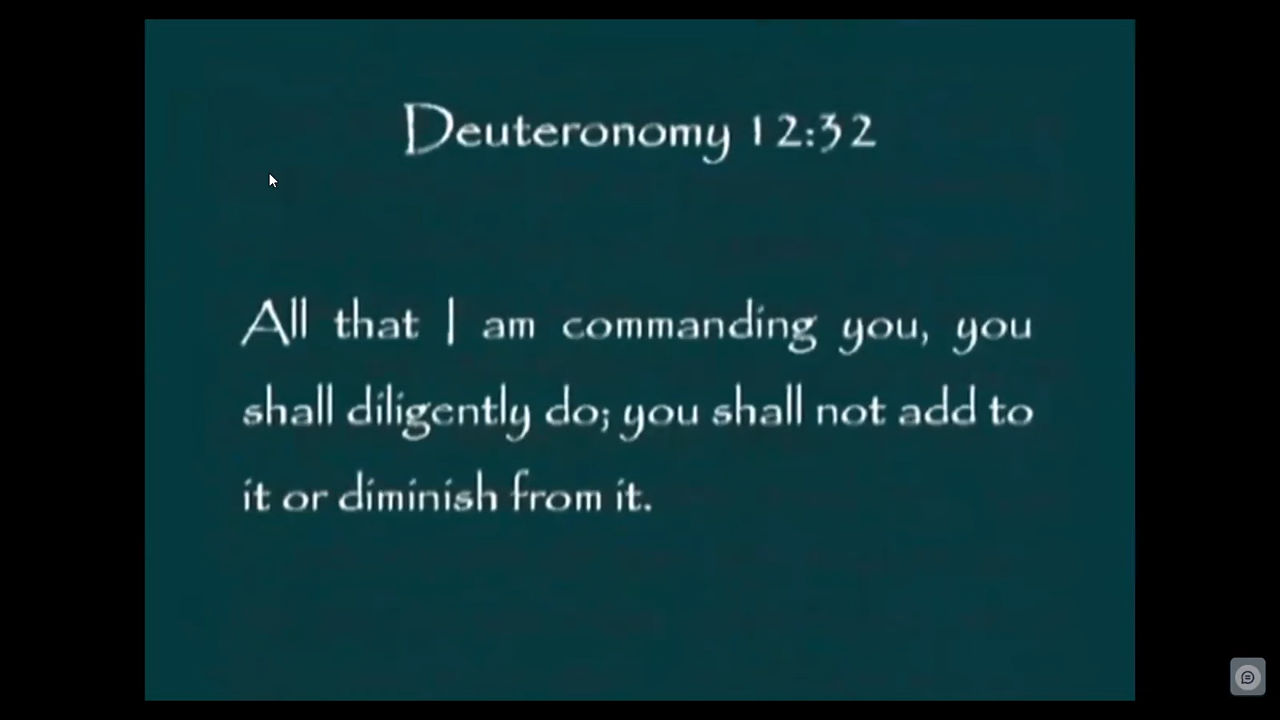 Deuteronomy 12:32
All that I am commanding you, you
shall diligently do; you shall not add to
it or diminish from it.